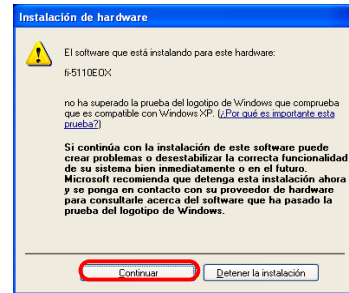 Instalación de hardware
El software que está instalando para este hardware:
fi-5110EOX
no ha superado la prueba del logotipo de Windows que comprueba
que es compatible con Windows XP. (¿Por qué es importante esta
prueba?)
Si continúa con la instalación de este software puede
crear problemas o desestabilizar la correcta funcionalidad
de su sistema bien inmediatamente o en el futuro.
Microsoft recomienda que detenga esta instalación ahora
y se ponga en contacto con su proveedor de hardware
para consultarle acerca del software que ha pasado la
prueba del logotipo de Windows.
Continuar
Detener la instalación